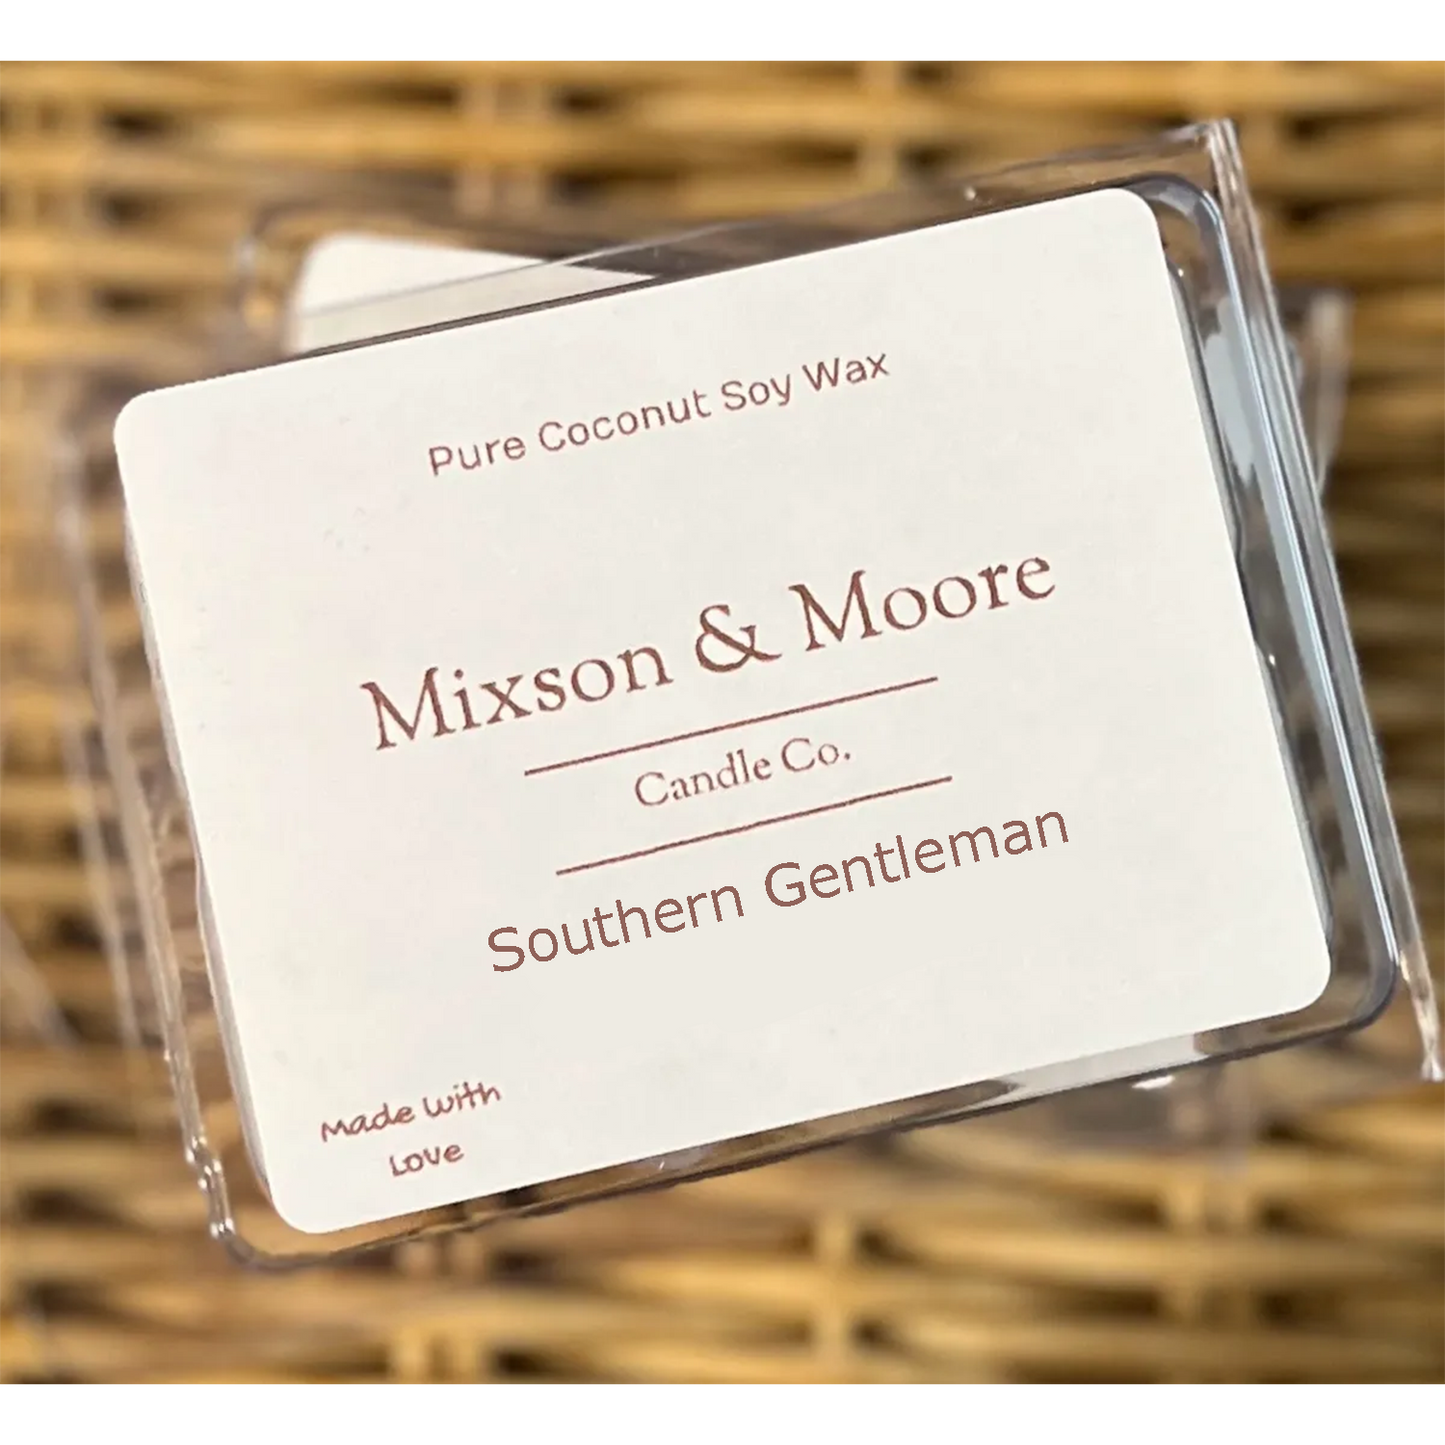 Pure Coconut Soy Wax
Mixson & Moore
Candle Co.
Southern Gentleman
Made with
Love